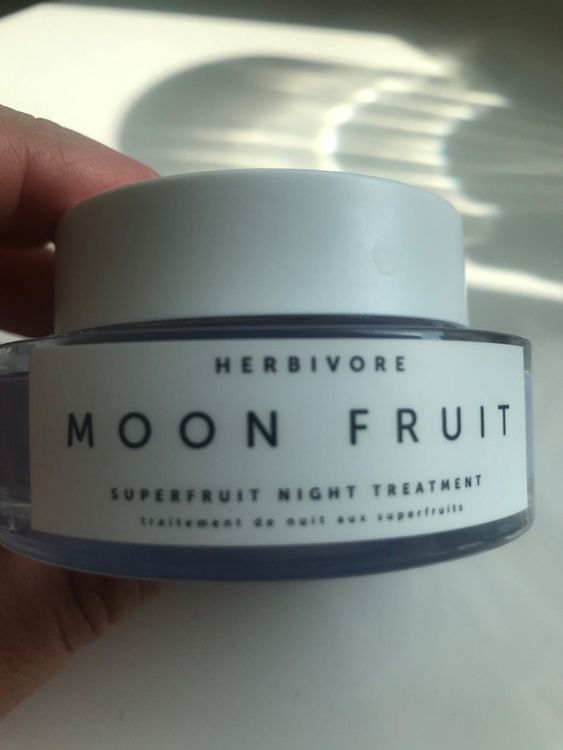 HERBIVORE
MOON FRUIT
SUPERFRUIT NIGHT TREATMENT
traitement de nuit aux superfruits